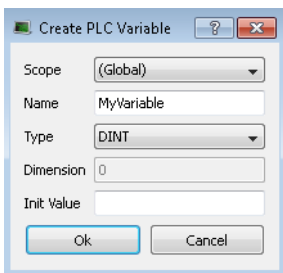 Create PLC Variable
Scope (Global)
Name MyVariable
Type DINT
Dimension 0
Init Value
Ok Cancel